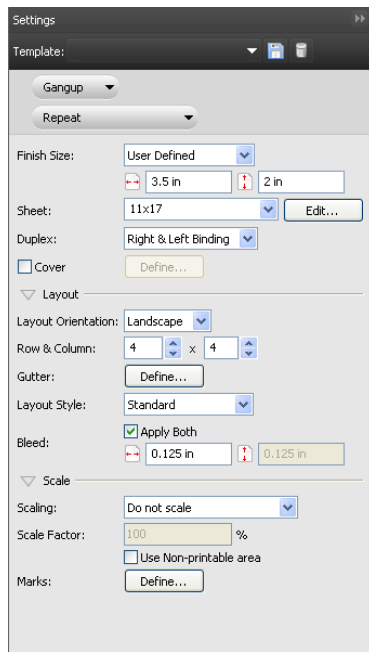 Settings
Template:
Gangup
Repeat
Finish Size: User Defined
3.5 in 2 in
Sheet: 11x17 Edit...
Duplex: Right & Left Binding
Cover Define...
Layout
Layout Orientation: Landscape
Row & Column: 4 x 4
Gutter: Define...
Layout Style: Standard
Apply Both
Bleed: 0.125 in 0.125 in
Scale
Scaling: Do not scale
Scale Factor: 100 %
Use Non-printable area
Marks: Define...